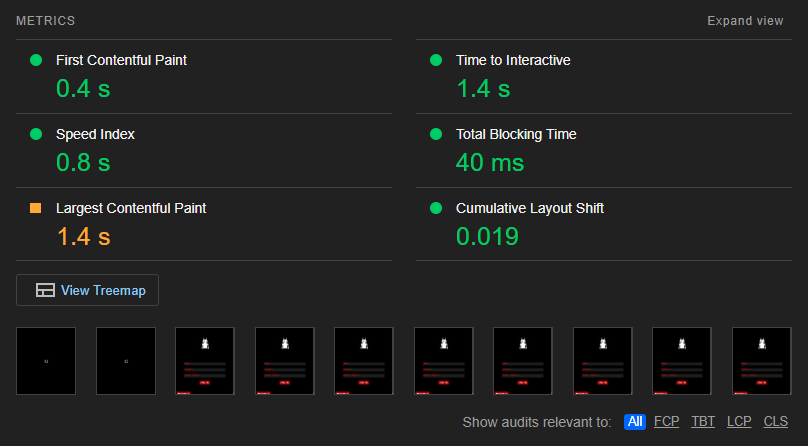 METRICS
Expand view
First Contentful Paint
0.4 s
Time to Interactive
1.4 s
Speed Index
0.8 s
Total Blocking Time
40 ms
Largest Contentful Paint
1.4 s
Cumulative Layout Shift
0.019
View Treemap
Show audits relevant to: All FCP TBT LCP CLS